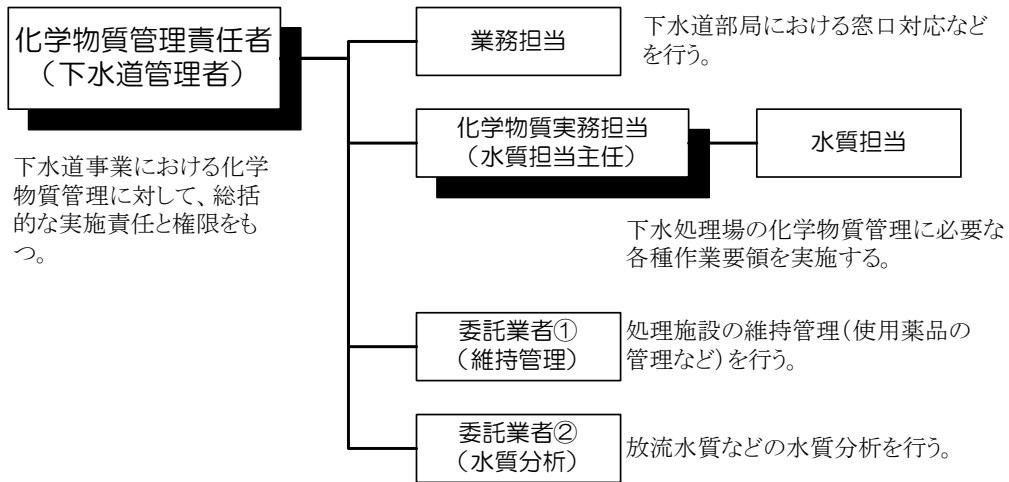 化学物質管理責任者
（下水道管理者）
下水道事業における化学
物質管理に対して、総括
的な実施責任と権限をも
つ。
業務担当
下水道部局における窓口対応など
を行う。
化学物質実務担当
（水質担当主任）
水質担当
下水処理場の化学物質管理に必要な
各種作業要領を実施する。
委託業者①
（維持管理）
処理施設の維持管理（使用薬品の
管理など）を行う。
委託業者②
（水質分析）
放流水質などの水質分析を行う。